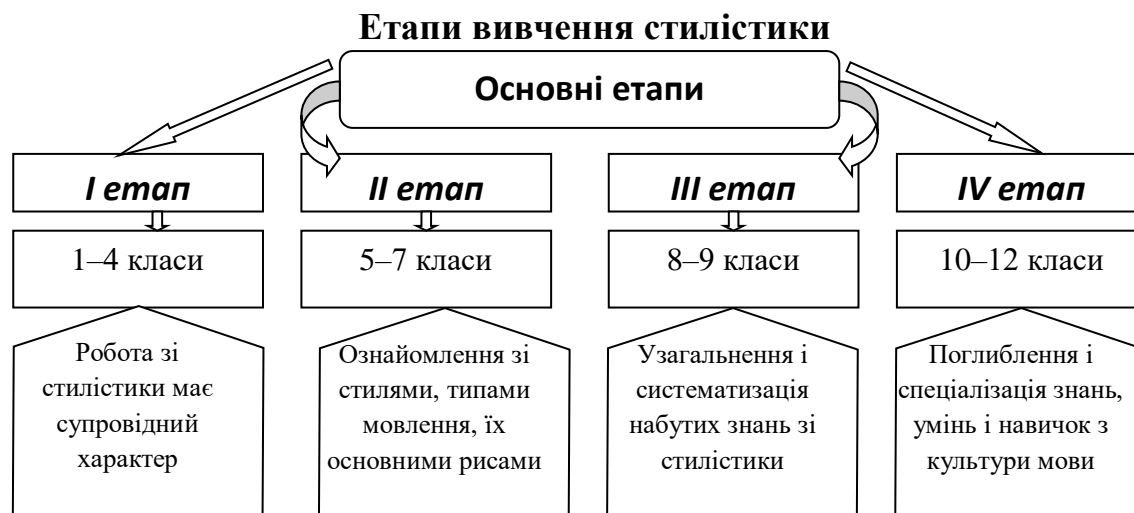 Етапи вивчення стилістики
Основні етапи
I етап
II етап
III етап
IV етап
1–4 класи
5–7 класи
8–9 класи
10–12 класи
Робота зі
стилістики має
супровідний
характер
Ознайомлення зі
стилями, типами
мовлення, їх
основними рисами
Узагальнення і
систематизація
набутих знань зі
стилістики
Поглиблення і
спеціалізація знань,
умінь і навичок з
культури мови